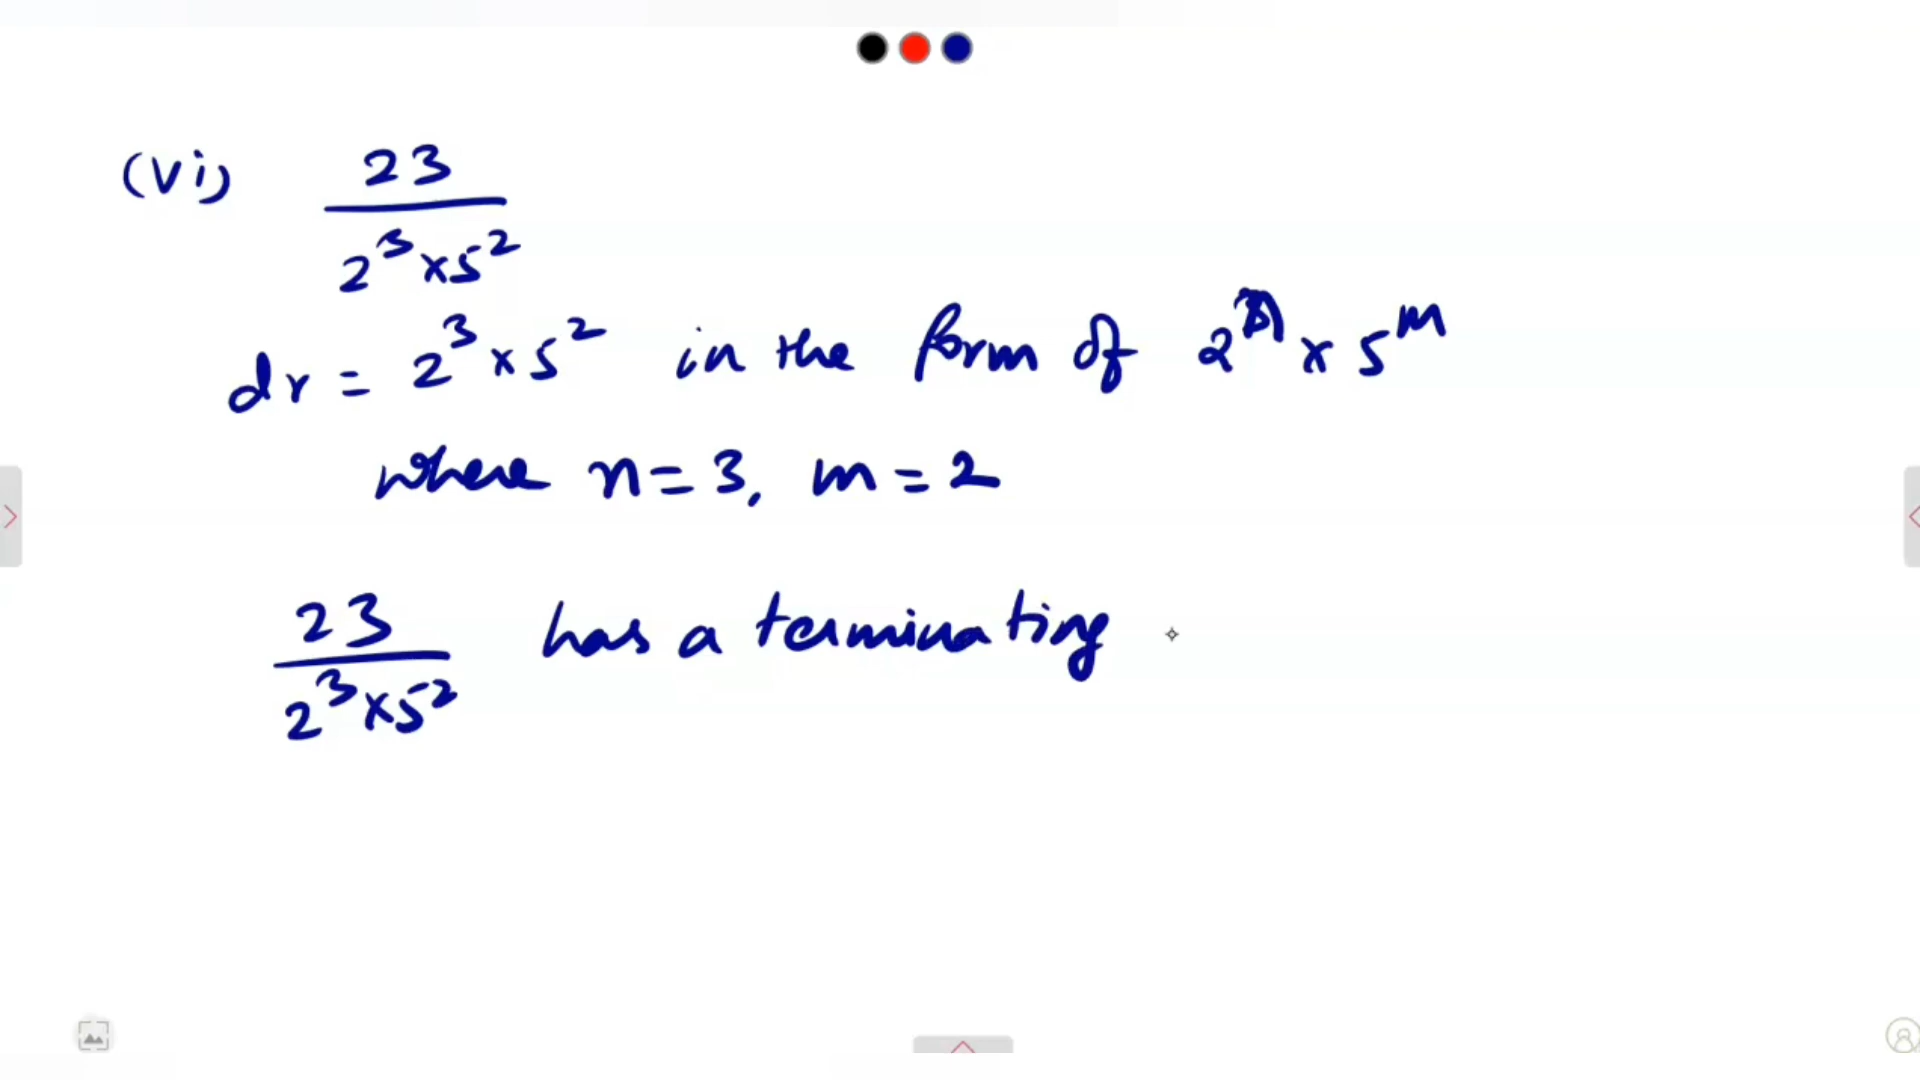 (vi) 23 / 2³×5²
dr = 2³×5² in the form of 2ⁿ × 5ᵐ
where n=3, m=2
23 / 2³×5² has a terminating